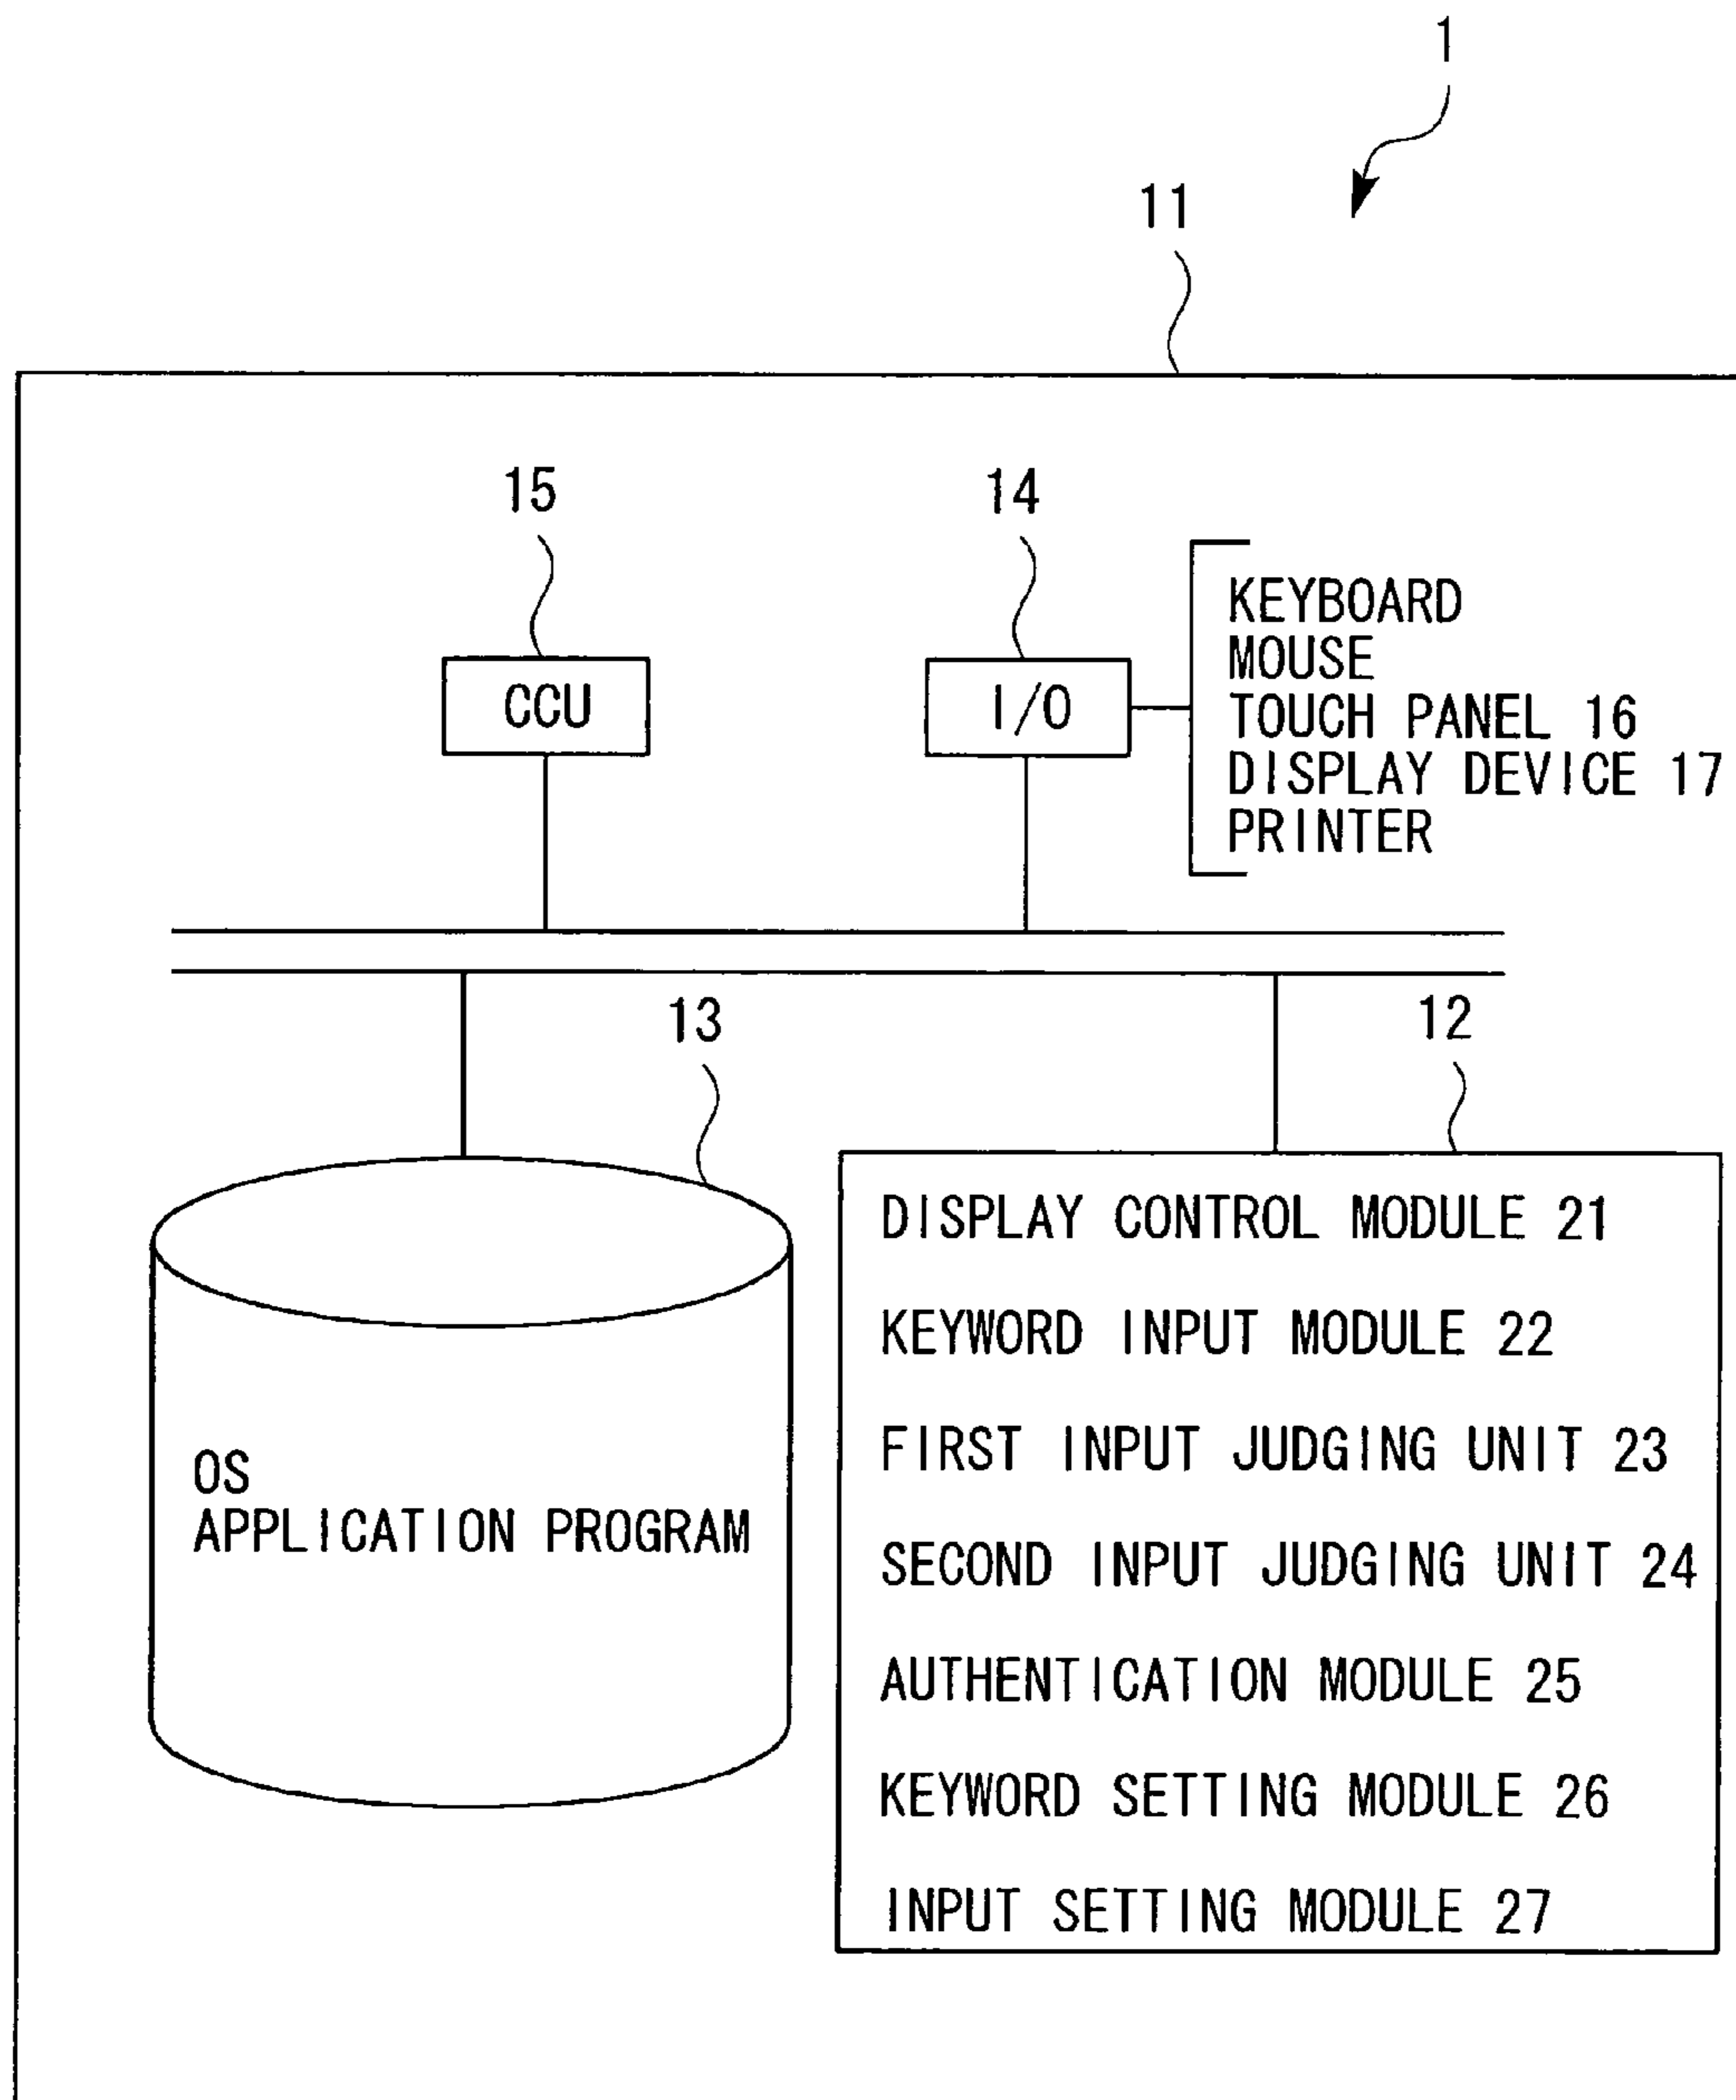 1
11
15
14
CCU
I/O
KEYBOARD
MOUSE
TOUCH PANEL 16
DISPLAY DEVICE 17
PRINTER
13
12
OS
APPLICATION PROGRAM
DISPLAY CONTROL MODULE 21
KEYWORD INPUT MODULE 22
FIRST INPUT JUDGING UNIT 23
SECOND INPUT JUDGING UNIT 24
AUTHENTICATION MODULE 25
KEYWORD SETTING MODULE 26
INPUT SETTING MODULE 27